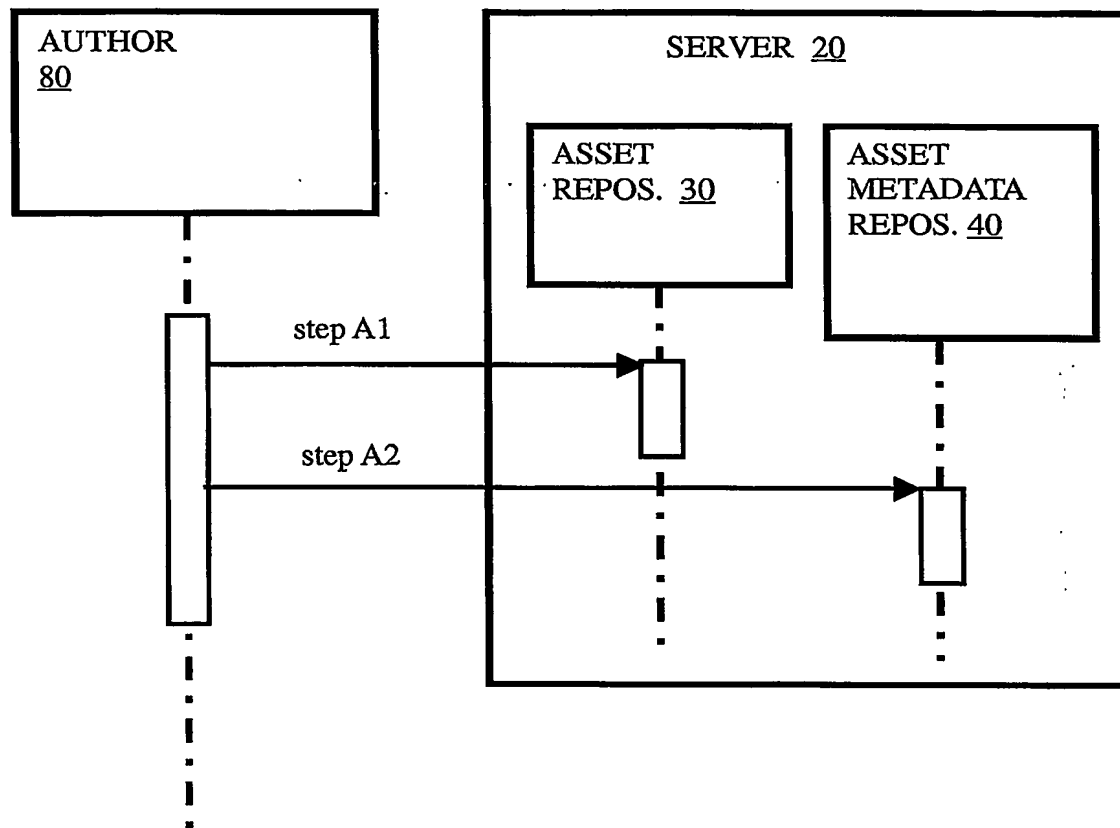 AUTHOR
80
SERVER 20
ASSET
REPOS. 30
ASSET
METADATA
REPOS. 40
step A1
step A2